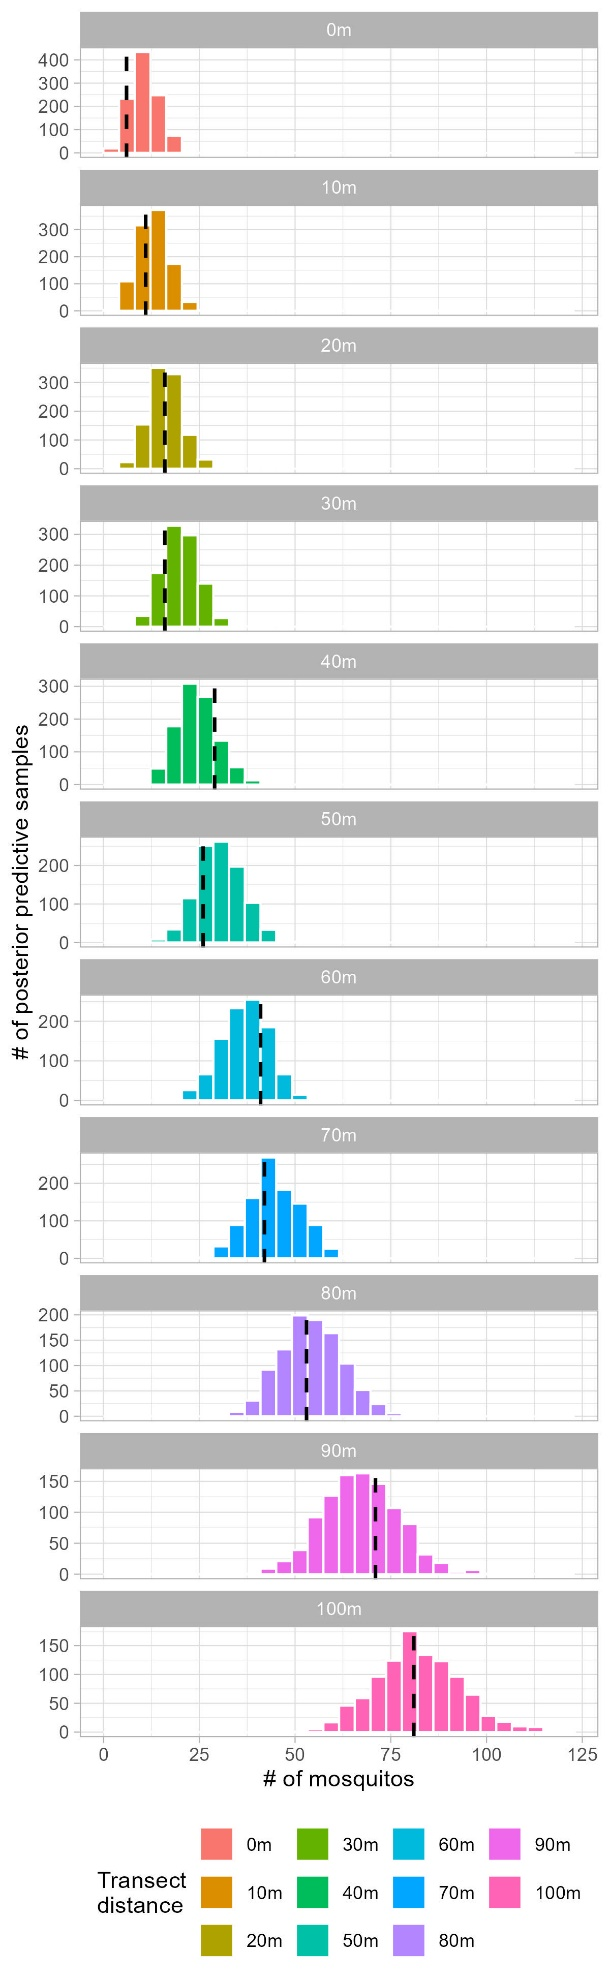 0m
400
300
200
100
0
10m
300
200
100
0
20m
300
200
100
0
30m
300
200
100
0
40m
300
200
100
0
50m
200
100
0
60m
200
100
0
70m
200
100
0
80m
200
150
100
50
0
90m
150
100
50
0
100m
150
100
50
0
# of posterior predictive samples
0 25 50 75 100 125
# of mosquitos
Transect
distance
0m 30m 60m 90m
10m 40m 70m 100m
20m 50m 80m